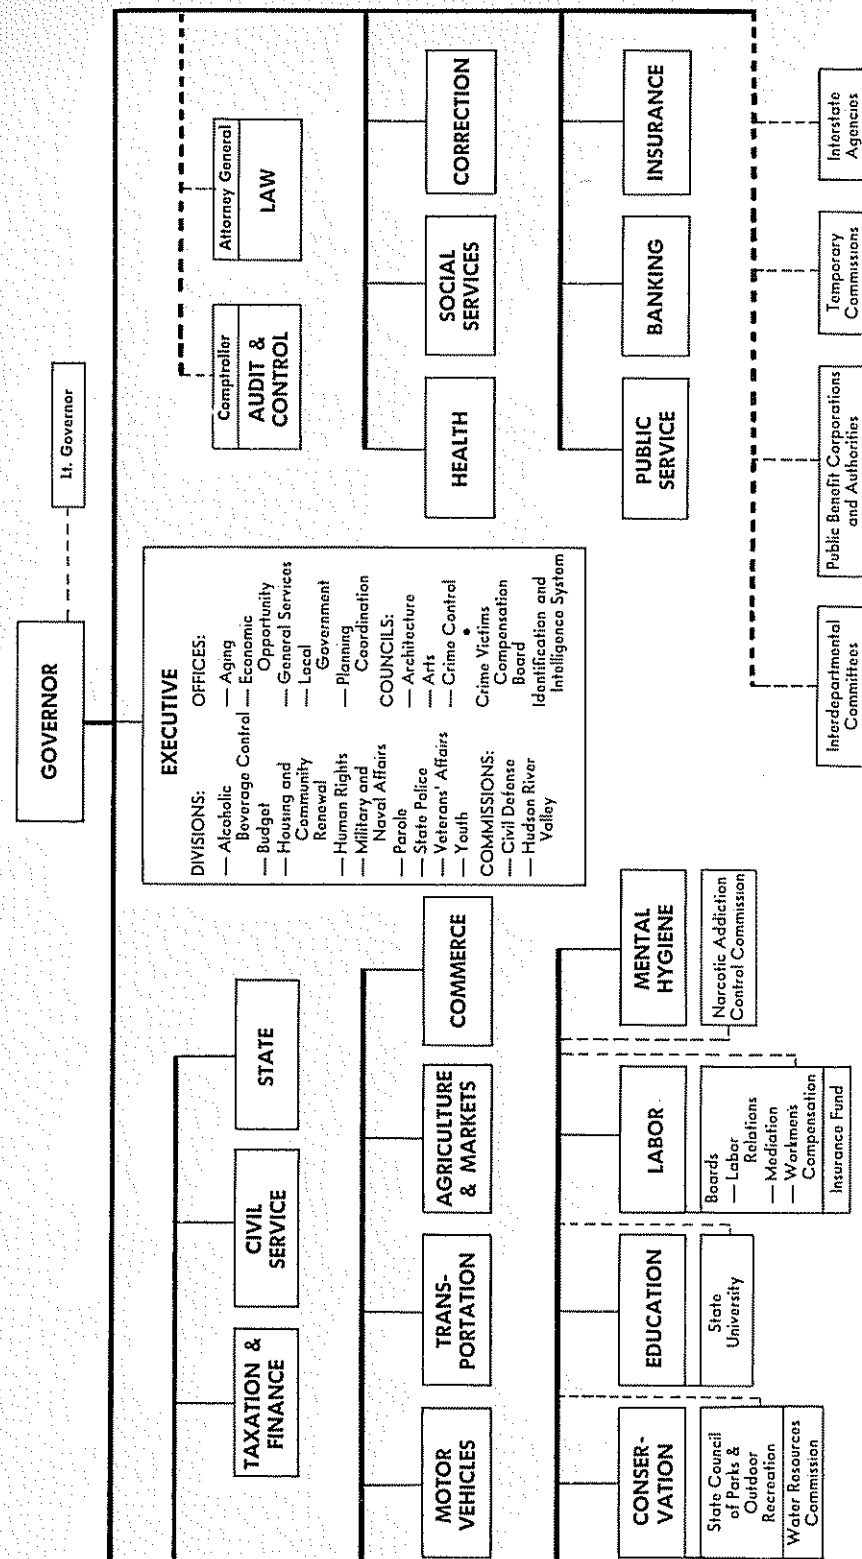 GOVERNOR
Lt. Governor
EXECUTIVE
DIVISIONS:
— Alcoholic
Beverage Control
— Budget
— Housing and
Community
Renewal
— Human Rights
— Military and
Naval Affairs
— Parole
— State Police
— Veterans' Affairs
— Youth
COMMISSIONS:
— Civil Defense
— Hudson River
Valley
OFFICES:
— Aging
— Economic
Opportunity
— General Services
— Local
Government
— Planning
Coordination
COUNCILS:
— Architecture
— Arts
— Crime Control
Crime Victims
Compensation
Board
Identification and
Intelligence System
TAXATION &
FINANCE
CIVIL
SERVICE
STATE
Comptroller
AUDIT &
CONTROL
Attorney General
LAW
MOTOR
VEHICLES
TRANS-
PORTATION
AGRICULTURE
& MARKETS
COMMERCE
HEALTH
SOCIAL
SERVICES
CORRECTION
CONSER-
VATION
State Council
of Parks &
Outdoor
Recreation
Water Resources
Commission
EDUCATION
State
University
LABOR
Boards
— Labor
Relations
— Mediation
— Workmen's
Compensation
Insurance Fund
MENTAL
HYGIENE
Narcotic Addiction
Control Commission
PUBLIC
SERVICE
BANKING
INSURANCE
Interdepartmental
Committees
Public Benefit Corporations
and Authorities
Temporary
Commissions
Interstate
Agencies